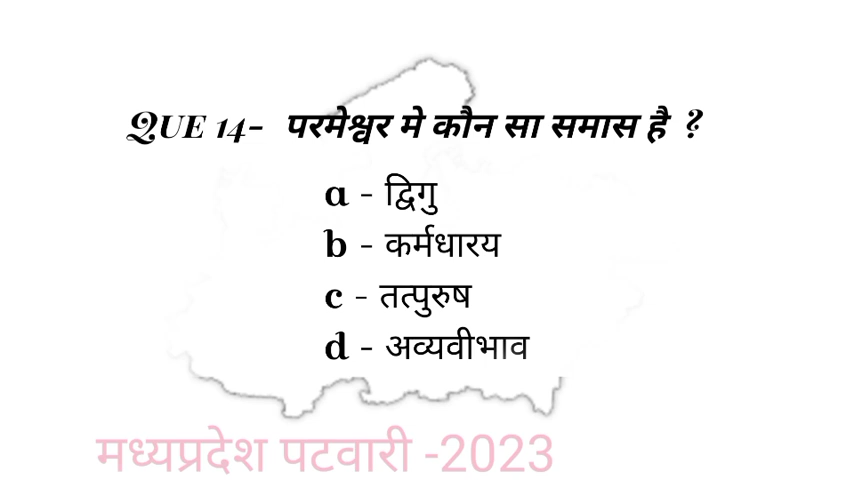 QUE 14- परमेश्वर मे कौन सा समास है ?
a - द्विगु
b - कर्मधारय
c - तत्पुरुष
d - अव्यवीभाव
मध्यप्रदेश पटवारी -2023